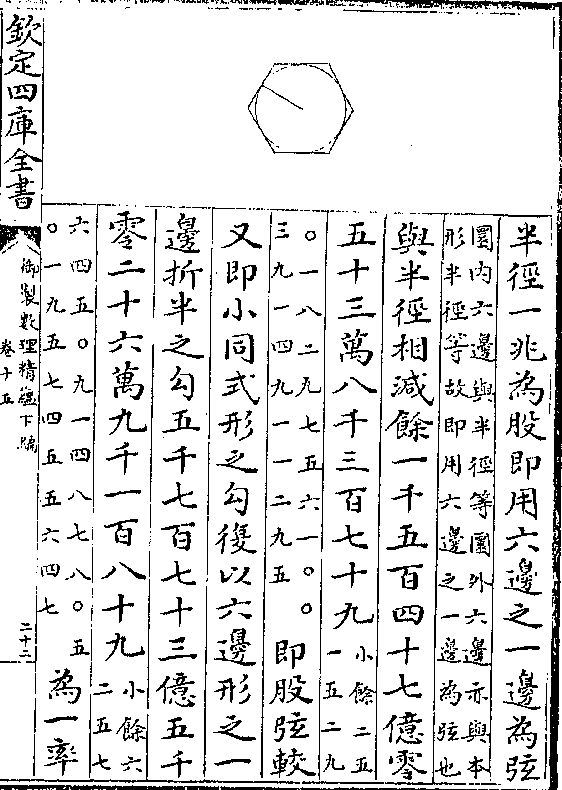 半徑一兆為股即用六邊之一邊為弦
圜内六邊與半徑等圜外六邊亦與本
形半徑等故即用六邊之一邊為弦也
與半徑相減餘一千五百四十七億零
五十三萬八千三百七十九小餘二五
一五二九
〇一八二九七五六一〇〇
三九一四九一一二九五
即股弦較
又即小同式形之勾復以六邊形之一
邊折半之勾五千七百七十三億五千
零二十六萬九千一百八十九小餘六
二五七
六四五〇九一四八七八〇五
〇一九五七四五五六四七
為一率
欽定四庫全書
御製數理精蘊下編
卷十五
二十二